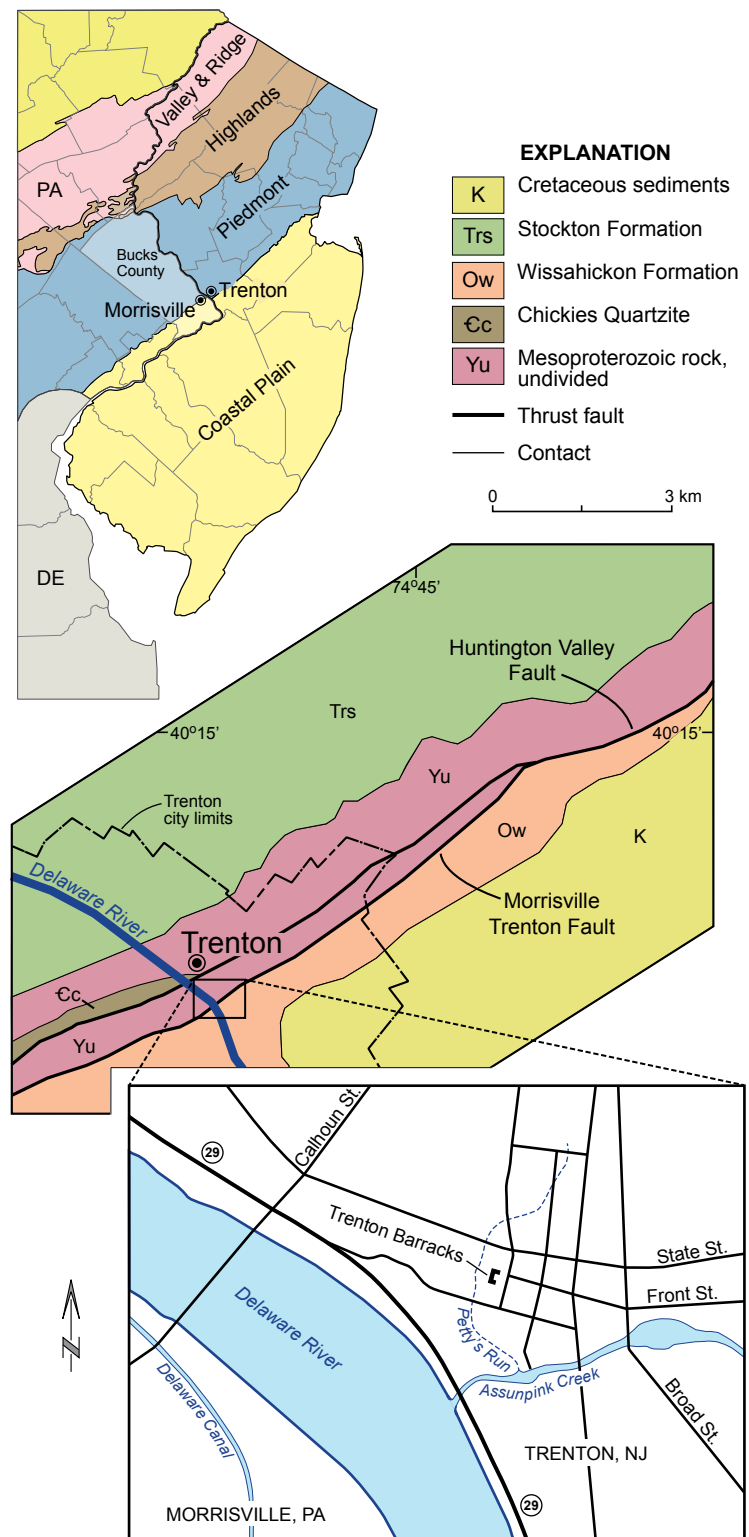 Valley & Ridge
Highlands
PA
Piedmont
Bucks
County
Trenton
Morrisville
Coastal Plain
DE
EXPLANATION
K Cretaceous sediments
Trs Stockton Formation
Ow Wissahickon Formation
Ꞓc Chickies Quartzite
Yu Mesoproterozoic rock,
undivided
Thrust fault
Contact
0 3 km
74º45'
Huntington Valley
Fault
Trs
40º15'
40º15'
Yu
Trenton
city limits
Ow
K
Delaware River
Morrisville
Trenton Fault
Trenton
Ꞓc
Yu
Calhoun St.
29
Trenton Barracks
State St.
Front St.
Delaware River
Petty's Run
Assunpink Creek
N
Delaware Canal
Broad St.
TRENTON, NJ
29
MORRISVILLE, PA